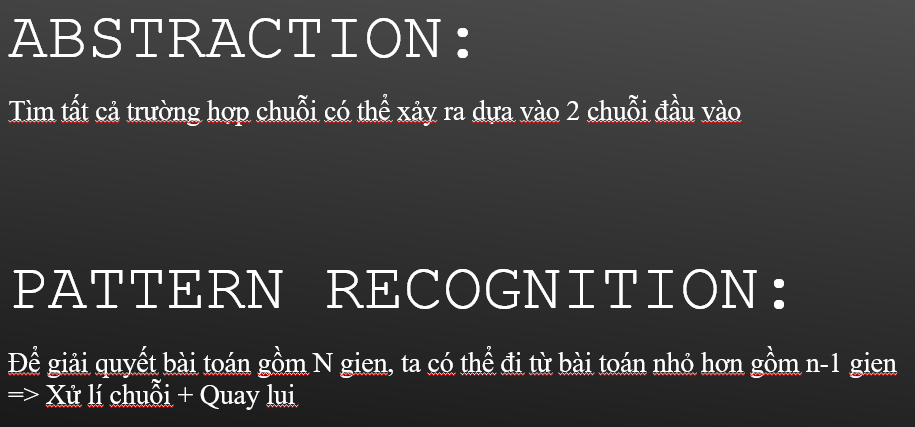 ABSTRACTION:
Tìm tất cả trường hợp chuỗi có thể xảy ra dựa vào 2 chuỗi đầu vào
PATTERN RECOGNITION:
Để giải quyết bài toán gồm N gien, ta có thể đi từ bài toán nhỏ hơn gồm n-1 gien
=> Xử lí chuỗi + Quay lui